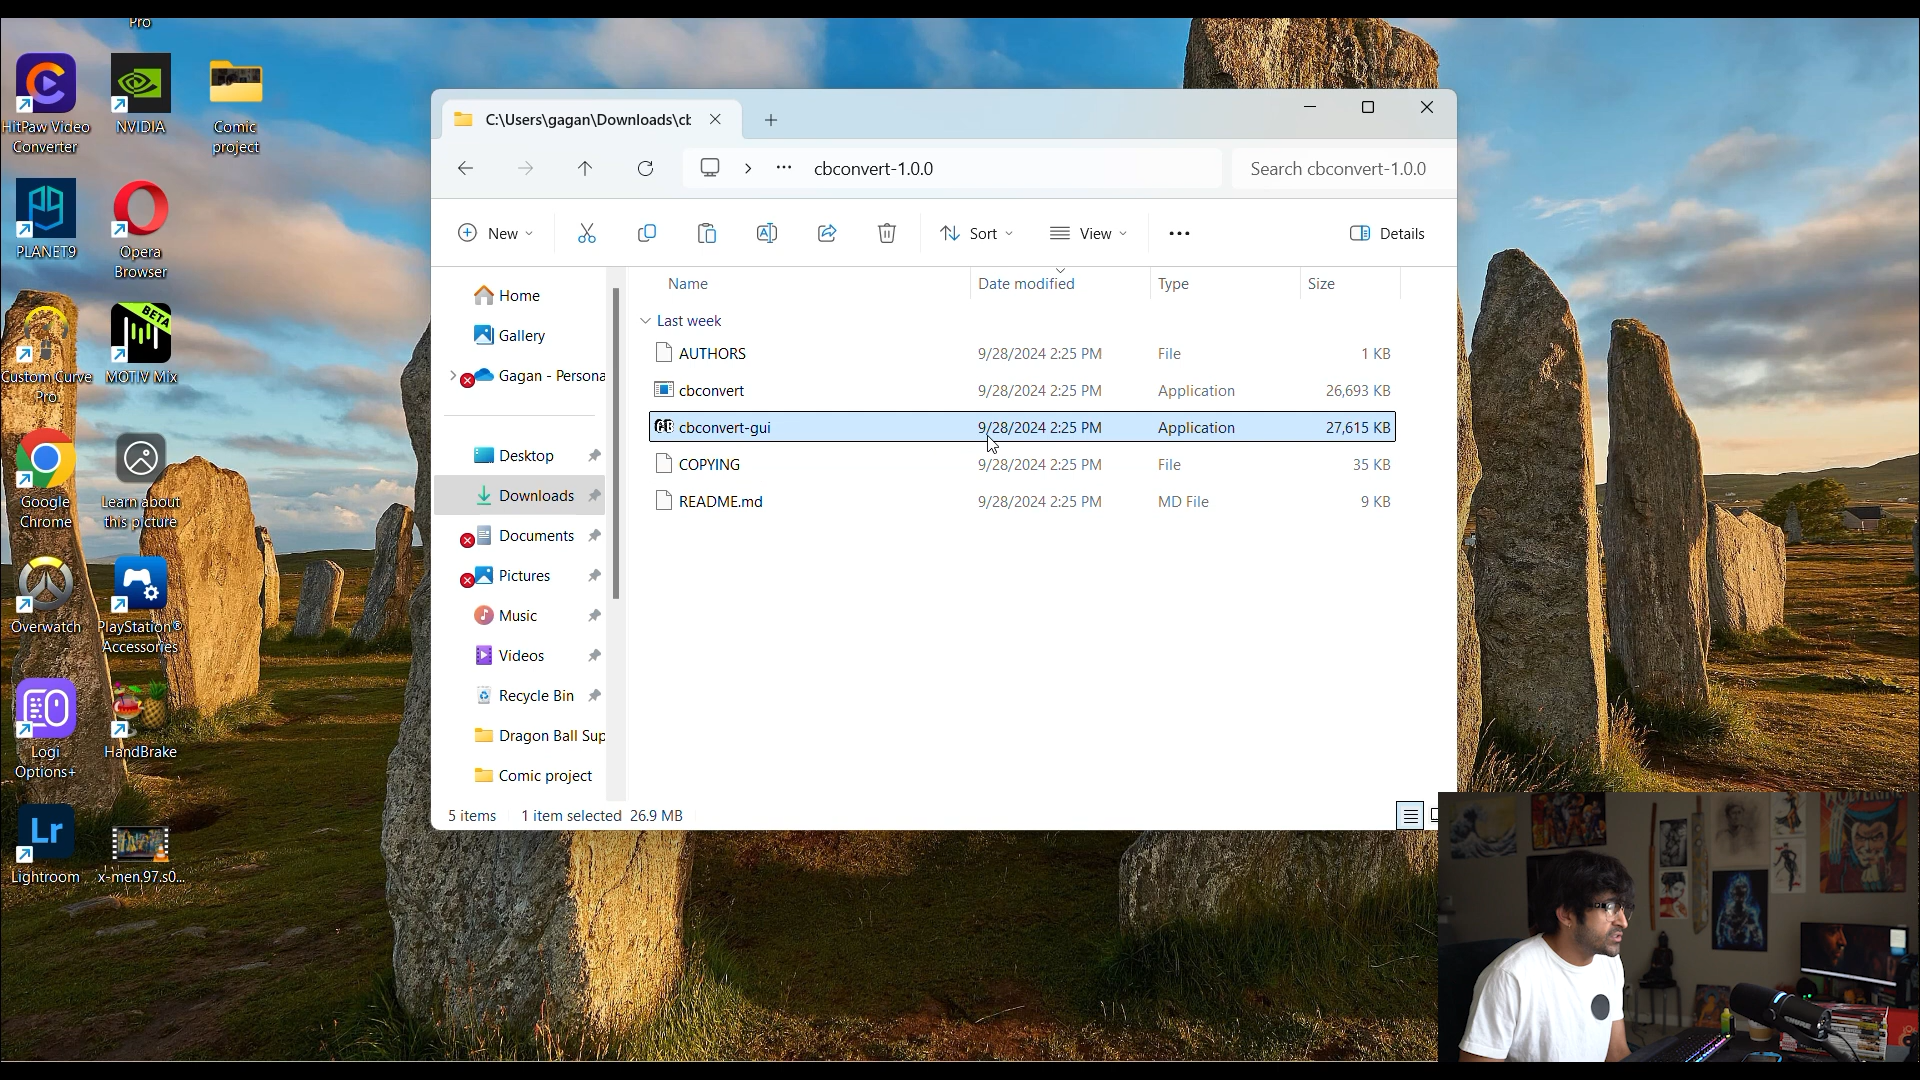 Pro
HitPaw Video
Converter
NVIDIA
Comic
project
PLANET9
Opera
Browser
BETA
Custom Curve
Pro
MOTIV Mix
Google
Chrome
Learn about
this picture
Overwatch
PlayStation®
Accessories
Logi
Options+
HandBrake
Lr
Lightroom
x-men.97.s0...
C:\Users\gagan\Downloads\cb
cbconvert-1.0.0
Search cbconvert-1.0.0
New
Sort
View
Details
Home
Gallery
Gagan - Persona
Desktop
Downloads
Documents
Pictures
Music
Videos
Recycle Bin
Dragon Ball Sup
Comic project
Name Date modified Type Size
Last week
AUTHORS 9/28/2024 2:25 PM File 1 KB
cbconvert 9/28/2024 2:25 PM Application 26,693 KB
cbconvert-gui 9/28/2024 2:25 PM Application 27,615 KB
COPYING 9/28/2024 2:25 PM File 35 KB
README.md 9/28/2024 2:25 PM MD File 9 KB
5 items 1 item selected 26.9 MB
WOLVERINE